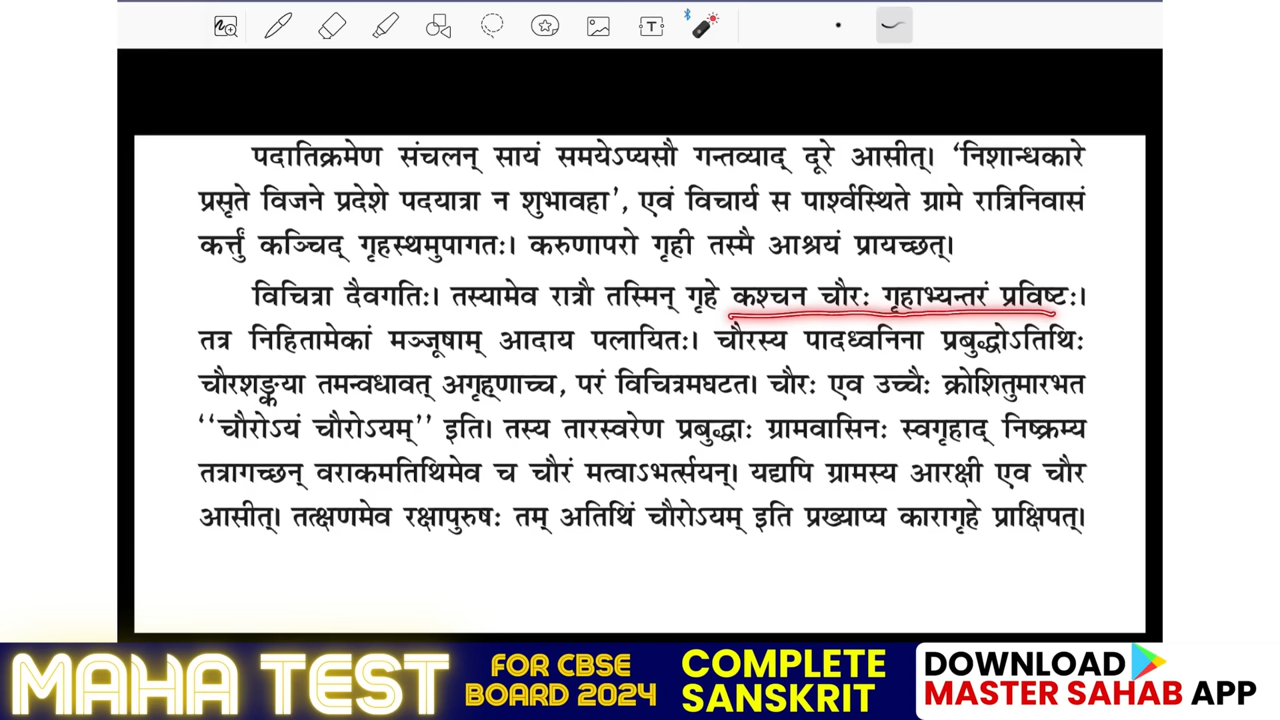 पदातिक्रमेण संचलन् सायं समयेऽप्यसौ गन्तव्याद् दूरे आसीत्। ‘निशान्धकारे
प्रसृते विजने प्रदेशे पदयात्रा न शुभावहा’, एवं विचार्य स पार्श्वस्थिते ग्रामे रात्रिनिवासं
कर्त्तुं कञ्चिद् गृहस्थमुपागतः। करुणापरो गृही तस्मै आश्रयं प्रायच्छत्।
विचित्रा दैवगतिः। तस्यामेव रात्रौ तस्मिन् गृहे कश्चन चौरः गृहाभ्यन्तरं प्रविष्टः।
तत्र निहितामेकां मञ्जूषाम् आदाय पलायितः। चौरस्य पादध्वनिना प्रबुद्धोऽतिथिः
चौरशङ्कया तमन्वधावत् अगृह्णाच्च, परं विचित्रमघटत। चौरः एव उच्चैः क्रोशितुमारभत
‘‘चौरोऽयं चौरोऽयम्’’ इति। तस्य तारस्वरेण प्रबुद्धाः ग्रामवासिनः स्वगृहाद् निष्क्रम्य
तत्रागच्छन् वराकमतिथिमेव च चौरं मत्वाऽभर्त्सयन्। यद्यपि ग्रामस्य आरक्षी एव चौर
आसीत्। तत्क्षणमेव रक्षापुरुषः तम् अतिथिं चौरोऽयम् इति प्रख्याप्य कारागृहे प्राक्षिपत्।
MAHA TEST FOR CBSE BOARD 2024 COMPLETE SANSKRIT DOWNLOAD MASTER SAHAB APP